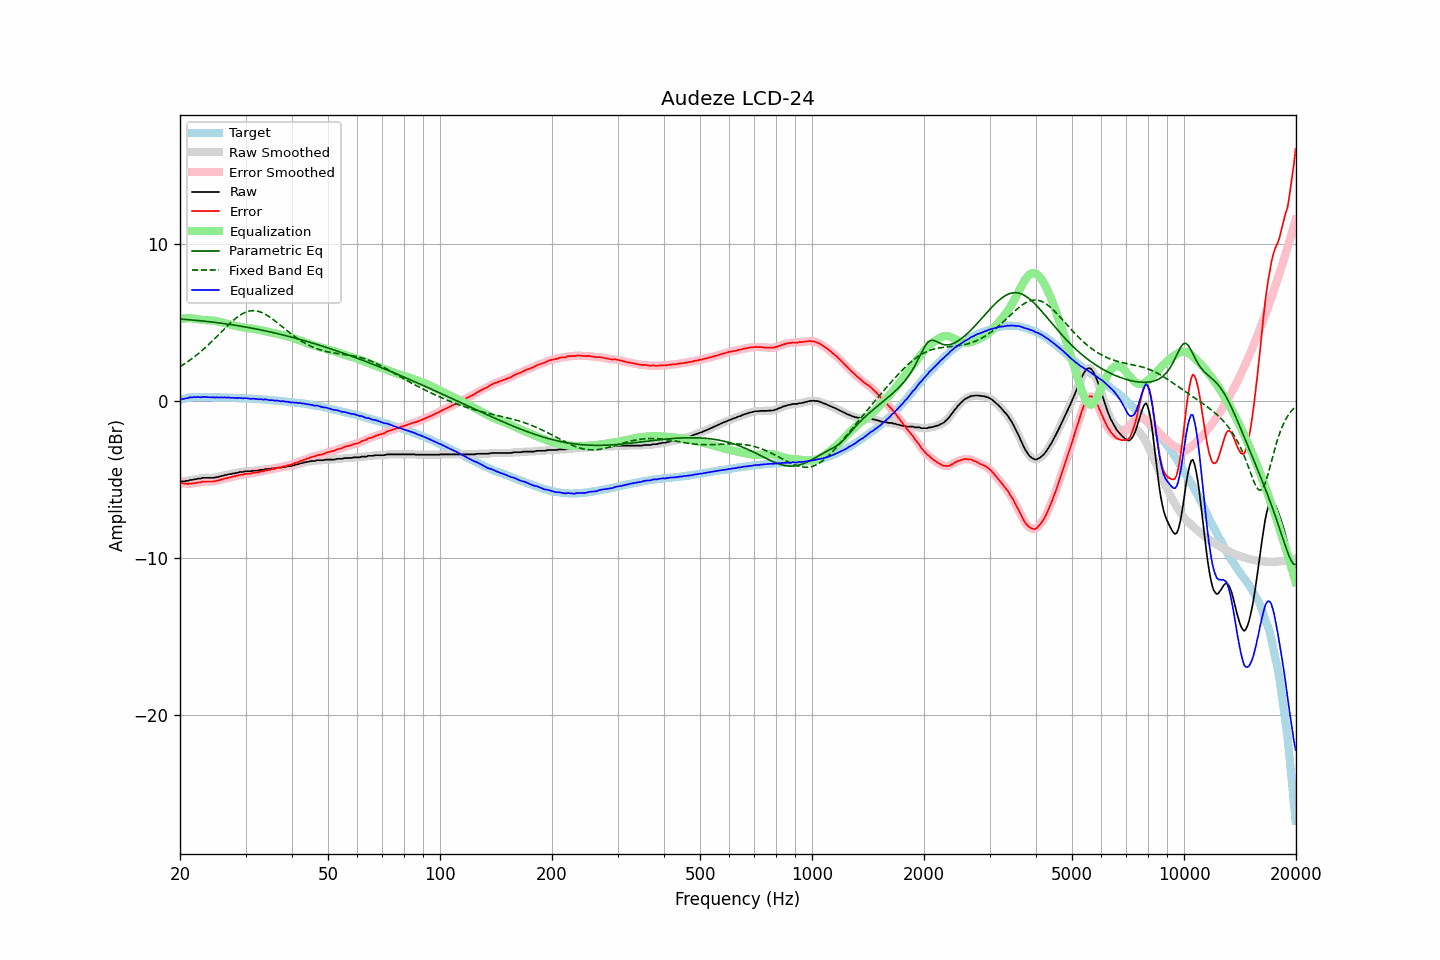 Audeze LCD-24
Target
Raw Smoothed
Error Smoothed
Raw
Error
Equalization
Parametric Eq
Fixed Band Eq
Equalized
10
0
−10
−20
Amplitude (dBr)
20 50 100 200 500 1000 2000 5000 10000 20000
Frequency (Hz)